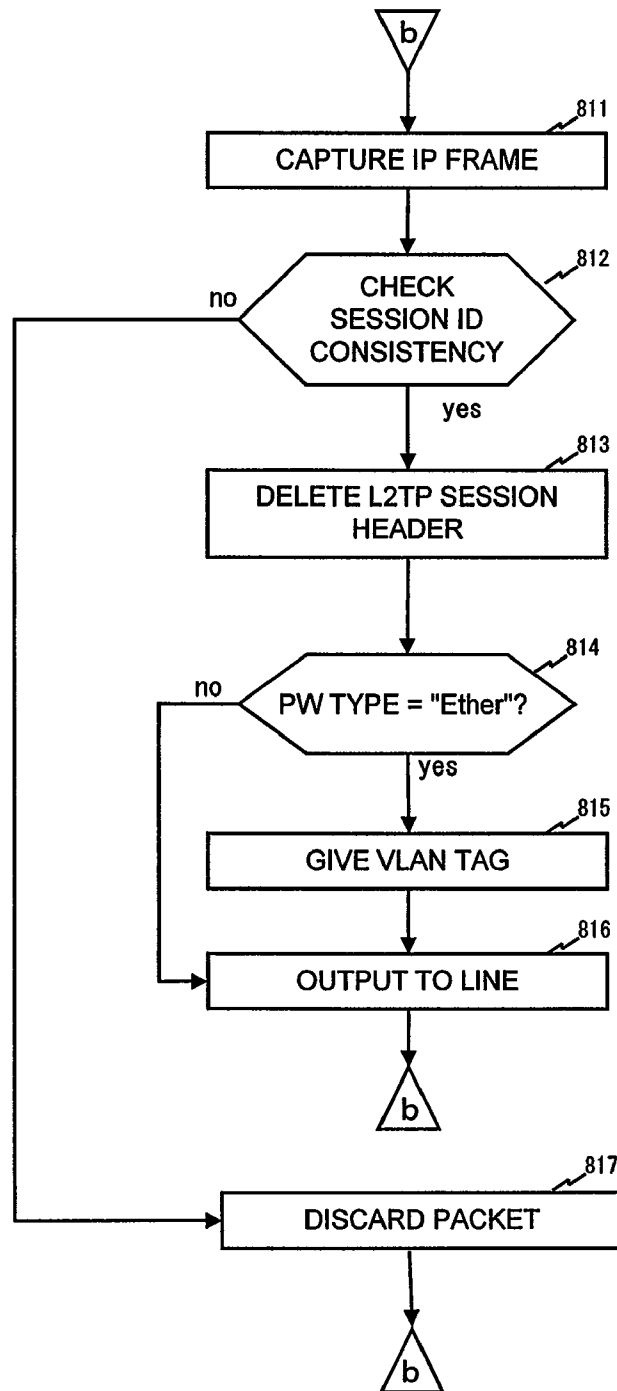 b
811
CAPTURE IP FRAME
812
CHECK
SESSION ID
CONSISTENCY
no
yes
813
DELETE L2TP SESSION
HEADER
814
PW TYPE = "Ether"?
no
yes
815
GIVE VLAN TAG
816
OUTPUT TO LINE
b
817
DISCARD PACKET
b